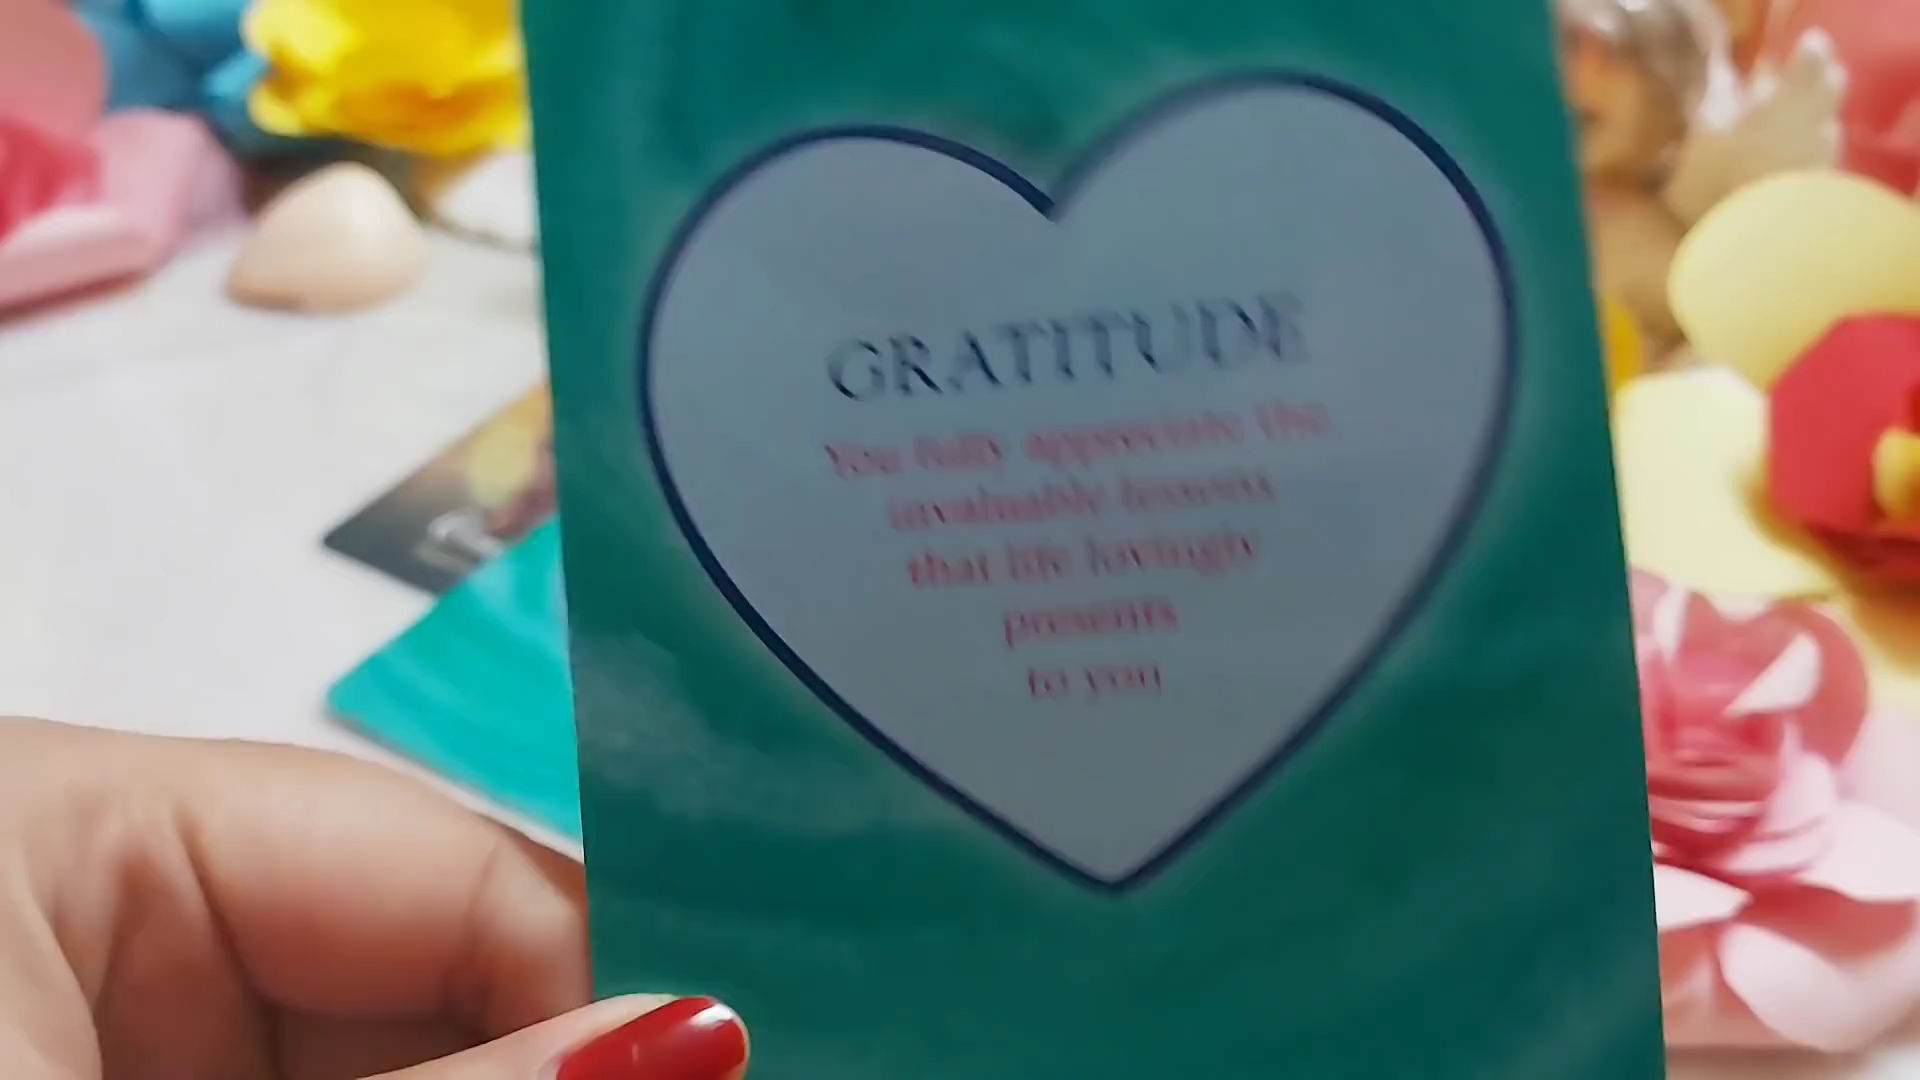 GRATITUDE
You fully appreciate the
invaluable lessons
that life lovingly
presents
to you